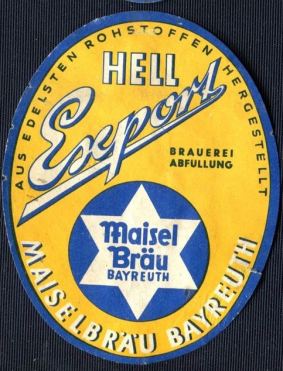 AUS EDELSTEN ROHSTOFFEN HERGESTELLT
HELL
Export
BRAUEREI
ABFULLUNG
Maisel
Bräu
BAYREUTH
MAISELBRÄU BAYREUTH